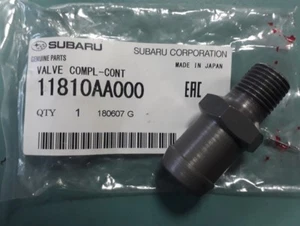 SUBARU SUBARU CORPORATION
GENUINE PARTS MADE IN JAPAN
VALVE COMPL-CONT
11810AA000 EAC
QTY 1 180607 G